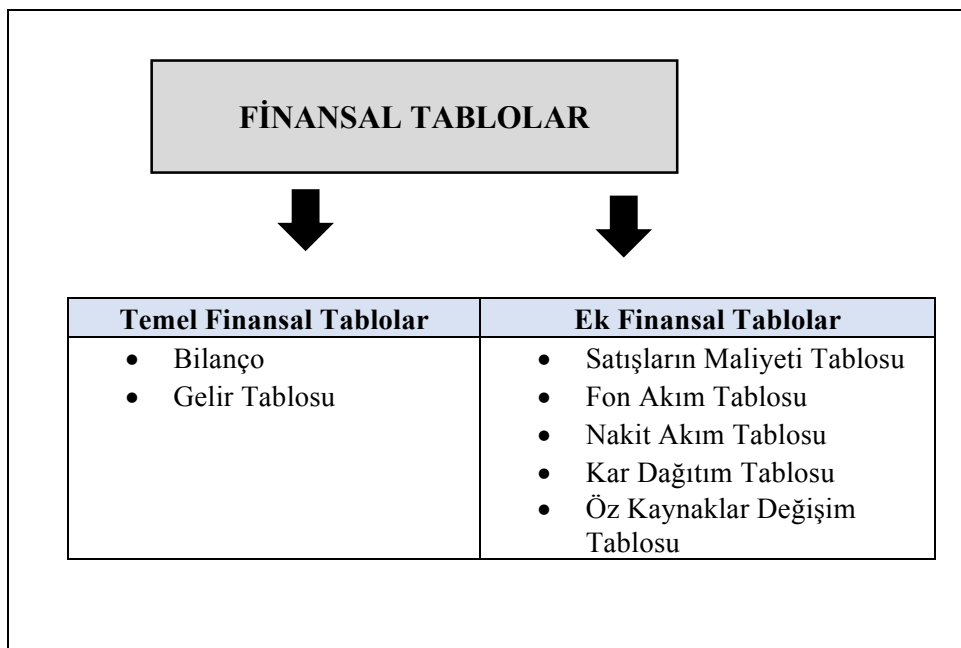 FİNANSAL TABLOLAR
Temel Finansal Tablolar
• Bilanço
• Gelir Tablosu
Ek Finansal Tablolar
• Satışların Maliyeti Tablosu
• Fon Akım Tablosu
• Nakit Akım Tablosu
• Kar Dağıtım Tablosu
• Öz Kaynaklar Değişim
Tablosu